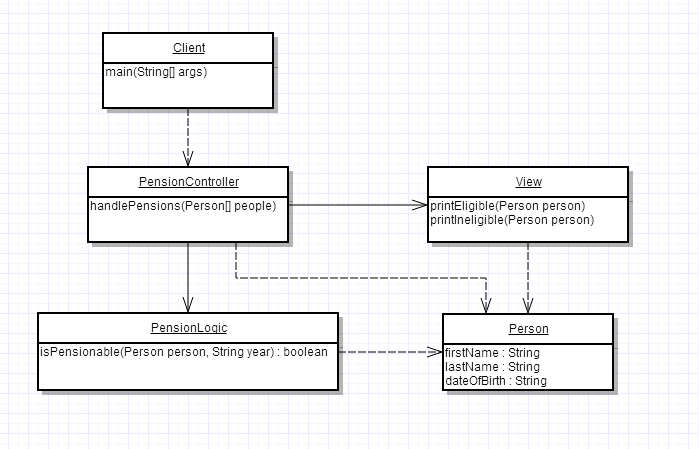 Client
main(String[] args)
PensionController
handlePensions(Person[] people)
View
printEligible(Person person)
printIneligible(Person person)
PensionLogic
isPensionable(Person person, String year) : boolean
Person
firstName : String
lastName : String
dateOfBirth : String